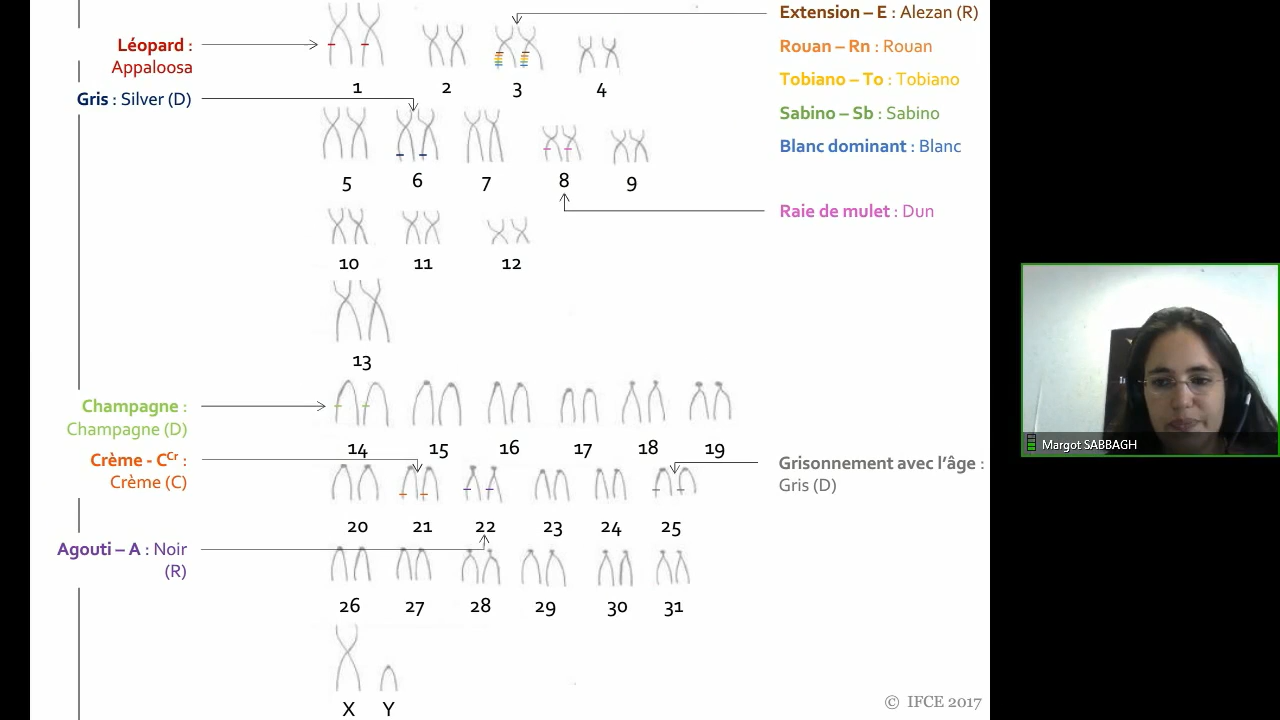 Extension – E : Alezan (R)
Léopard :
Appaloosa
Rouan – Rn : Rouan
Tobiano – To : Tobiano
1 2 3 4
Gris : Silver (D)
Sabino – Sb : Sabino
Blanc dominant : Blanc
5 6 7 8 9
Raie de mulet : Dun
10 11 12
13
Champagne :
Champagne (D)
14 15 16 17 18 19
Crème - CCr :
Crème (C)
Grisonnement avec l'âge :
Gris (D)
20 21 22 23 24 25
Agouti – A : Noir
(R)
26 27 28 29 30 31
X Y
© IFCE 2017
Margot SABBAGH